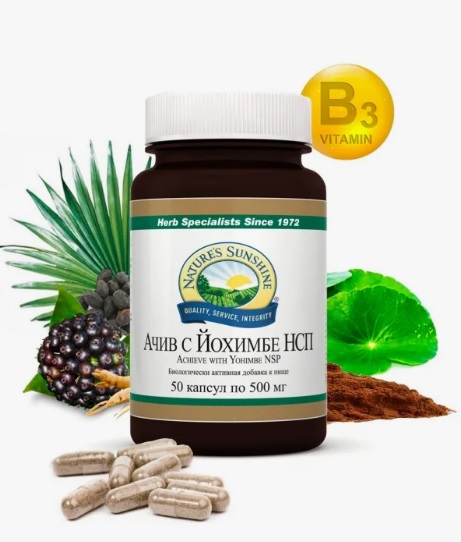 B3
VITAMIN
Herb Specialists Since 1972
NATURE'S SUNSHINE
®
QUALITY, SERVICE, INTEGRITY
АЧИВ С ЙОХИМБЕ НСП
ACHIEVE WITH YOHIMBE NSP
Биологически активная добавка к пище
50 капсул по 500 мг